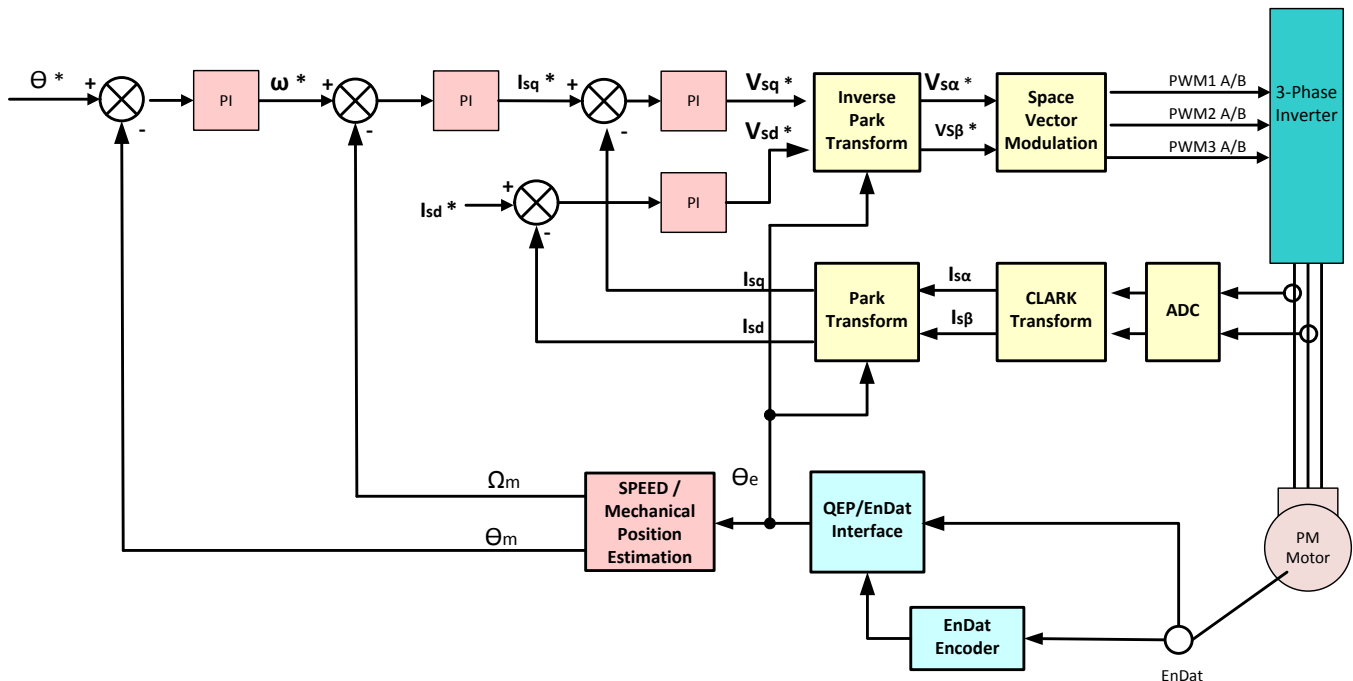 PWM1 A/B
PWM2 A/B
PWM3 A/B
3-Phase
Inverter
ϴ *
+
-
PI
ω *
+
-
PI
Isq *
+
-
PI
Vsq *
Vsd *
Inverse
Park
Transform
Vsα *
VSβ *
Space
Vector
Modulation
Isd *
+
-
PI
Isq
Isd
Park
Transform
Isα
Isβ
CLARK
Transform
ADC
Ωm
ϴm
SPEED /
Mechanical
Position
Estimation
ϴe
QEP/EnDat
Interface
PM
Motor
EnDat
Encoder
EnDat